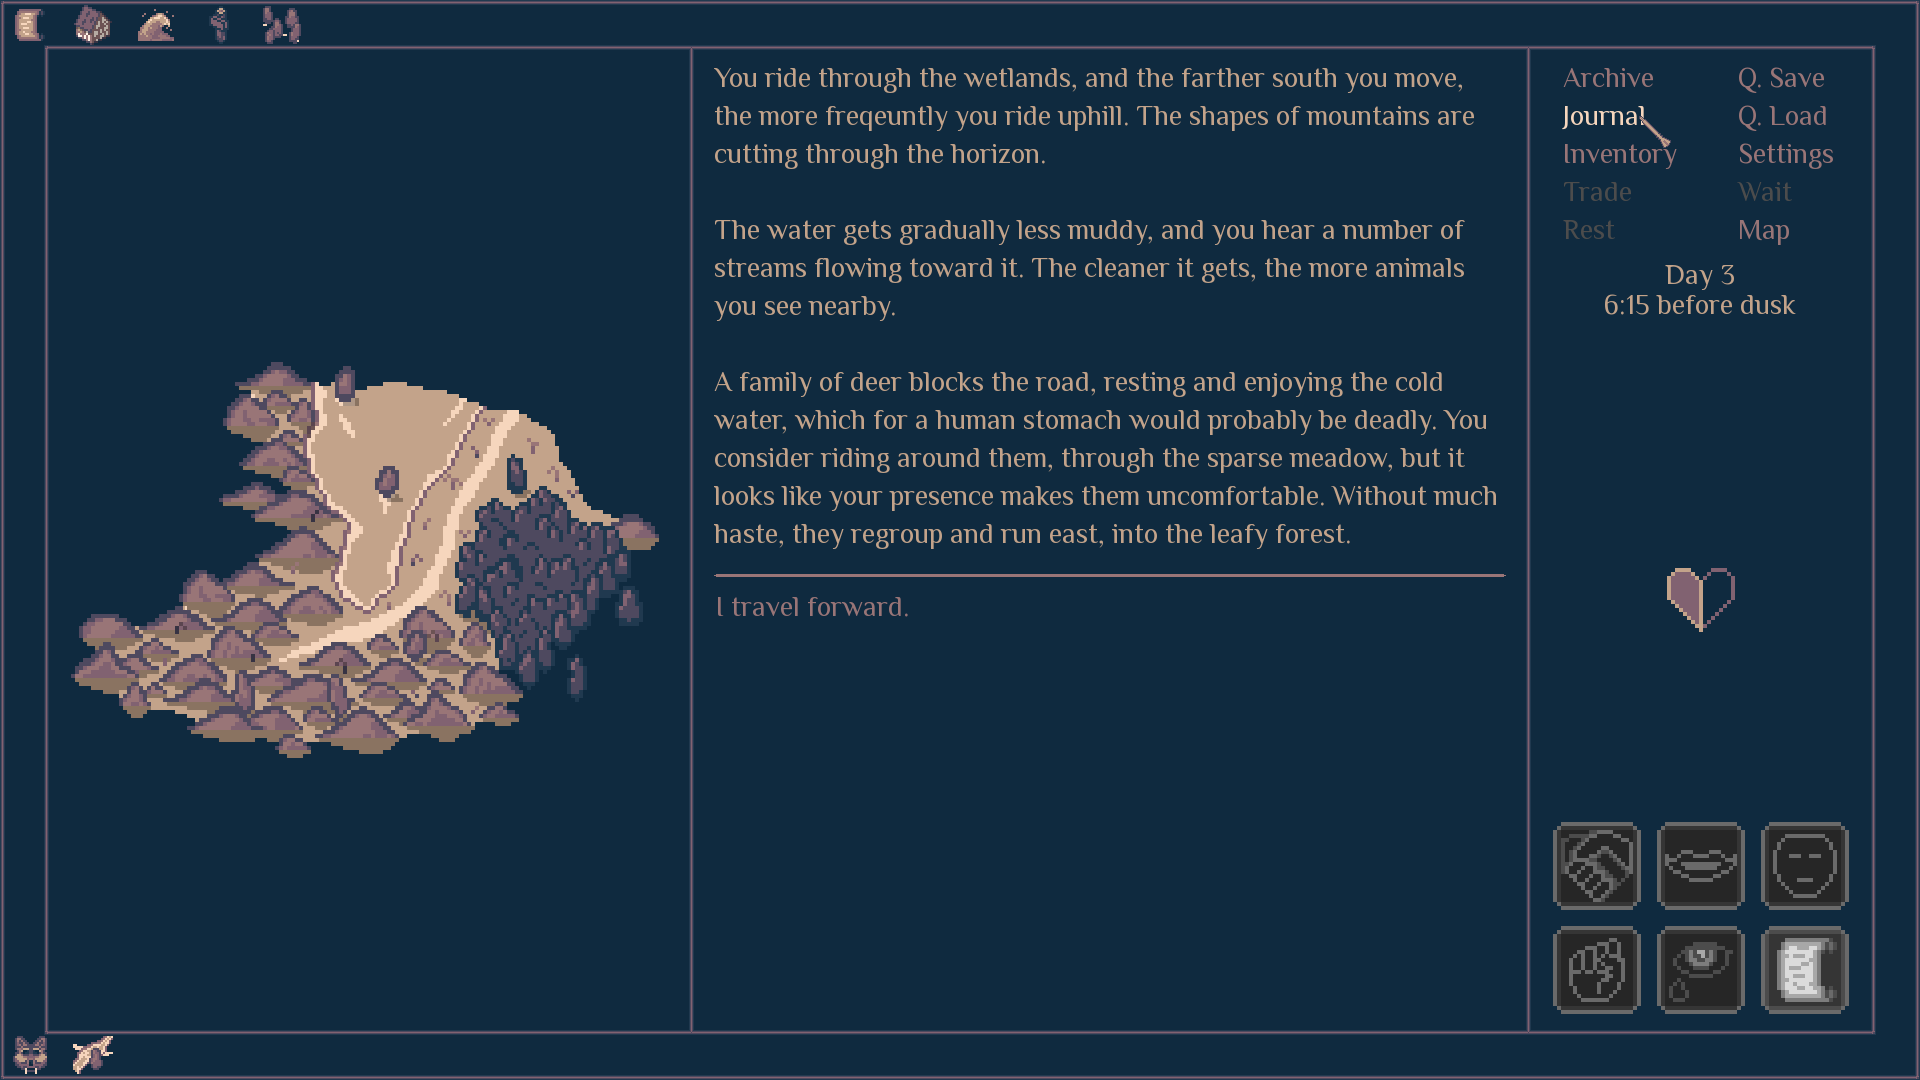 You ride through the wetlands, and the farther south you move,
the more freqeuntly you ride uphill. The shapes of mountains are
cutting through the horizon.
The water gets gradually less muddy, and you hear a number of
streams flowing toward it. The cleaner it gets, the more animals
you see nearby.
A family of deer blocks the road, resting and enjoying the cold
water, which for a human stomach would probably be deadly. You
consider riding around them, through the sparse meadow, but it
looks like your presence makes them uncomfortable. Without much
haste, they regroup and run east, into the leafy forest.
I travel forward.
Archive Q. Save
Journal Q. Load
Inventory Settings
Trade Wait
Rest Map
Day 3
6:15 before dusk